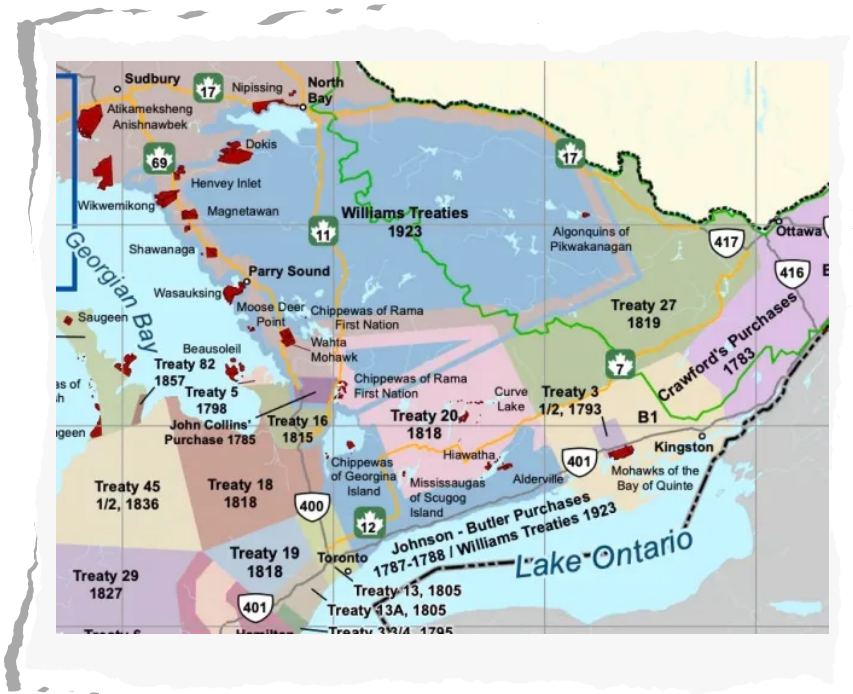 Sudbury
17
Nipissing
North
Bay
Atikameksheng
Anishnawbek
Dokis
69
17
Henvey Inlet
Wikwemikong
Magnetawan
Williams Treaties
1923
11
Algonquins of
Pikwakanagan
417
Ottawa
416
E
Georgian Bay
Shawanaga
Parry Sound
Wasauksing
Moose Deer
Point
Chippewas of Rama
First Nation
Treaty 27
1819
Crawford's Purchases
1783
Saugeen
Wahta
Mohawk
Beausoleil
Treaty 82
1857
Treaty 5
1798
7
Chippewas of Rama
First Nation
Curve
Lake
Treaty 3
1/2, 1793
B1
as of
sh
ugeen
John Collins'
Purchase 1785
Treaty 16
1815
Treaty 20
1818
Kingston
Hiawatha
401
Mohawks of the
Bay of Quinte
Chippewas
of Georgina
Island
Mississaugas
of Scugog
Island
Alderville
Treaty 45
1/2, 1836
Treaty 18
1818
400
12
Johnson - Butler Purchases
1787-1788 / Williams Treaties 1923
Lake Ontario
Treaty 19
1818
Toronto
Treaty 29
1827
401
Treaty 13, 1805
Treaty 13A, 1805
Treaty 3 3/4, 1795
Hamilton
Treaty 6